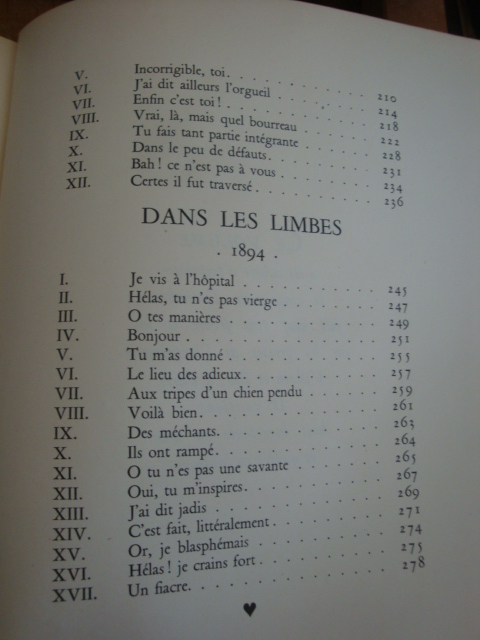 V. Incorrigible, toi. 210
VI. J'ai dit ailleurs l'orgueil 214
VII. Enfin c'est toi! 218
VIII. Vrai, là, mais quel bourreau 222
IX. Tu fais tant partie intégrante 228
X. Dans le peu de défauts. 231
XI. Bah! ce n'est pas à vous 234
XII. Certes il fut traversé. 236
DANS LES LIMBES
. 1894 .
I. Je vis à l'hôpital 245
II. Hélas, tu n'es pas vierge 247
III. O tes manières 249
IV. Bonjour 251
V. Tu m'as donné 255
VI. Le lieu des adieux. 257
VII. Aux tripes d'un chien pendu 259
VIII. Voilà bien. 261
IX. Des méchants. 263
X. Ils ont rampé. 264
XI. O tu n'es pas une savante 265
XII. Oui, tu m'inspires. 267
XIII. J'ai dit jadis 269
XIV. C'est fait, littéralement 271
XV. Or, je blasphémais 274
XVI. Hélas! je crains fort 275
XVII. Un fiacre. 278